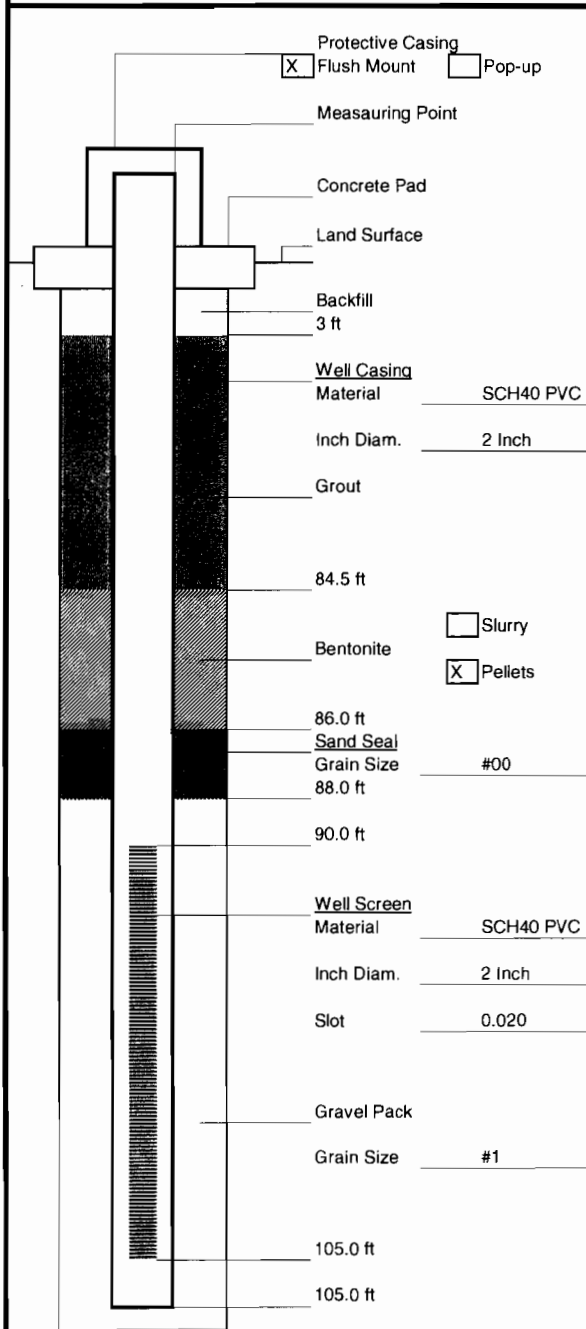 Protective Casing
X Flush Mount Pop-up
Measauring Point
Concrete Pad
Land Surface
Backfill
3 ft
Well Casing
Material SCH40 PVC
Inch Diam. 2 Inch
Grout
84.5 ft
Slurry
Bentonite
X Pellets
86.0 ft
Sand Seal
Grain Size #00
88.0 ft
90.0 ft
Well Screen
Material SCH40 PVC
Inch Diam. 2 Inch
Slot 0.020
Gravel Pack
Grain Size #1
105.0 ft
105.0 ft